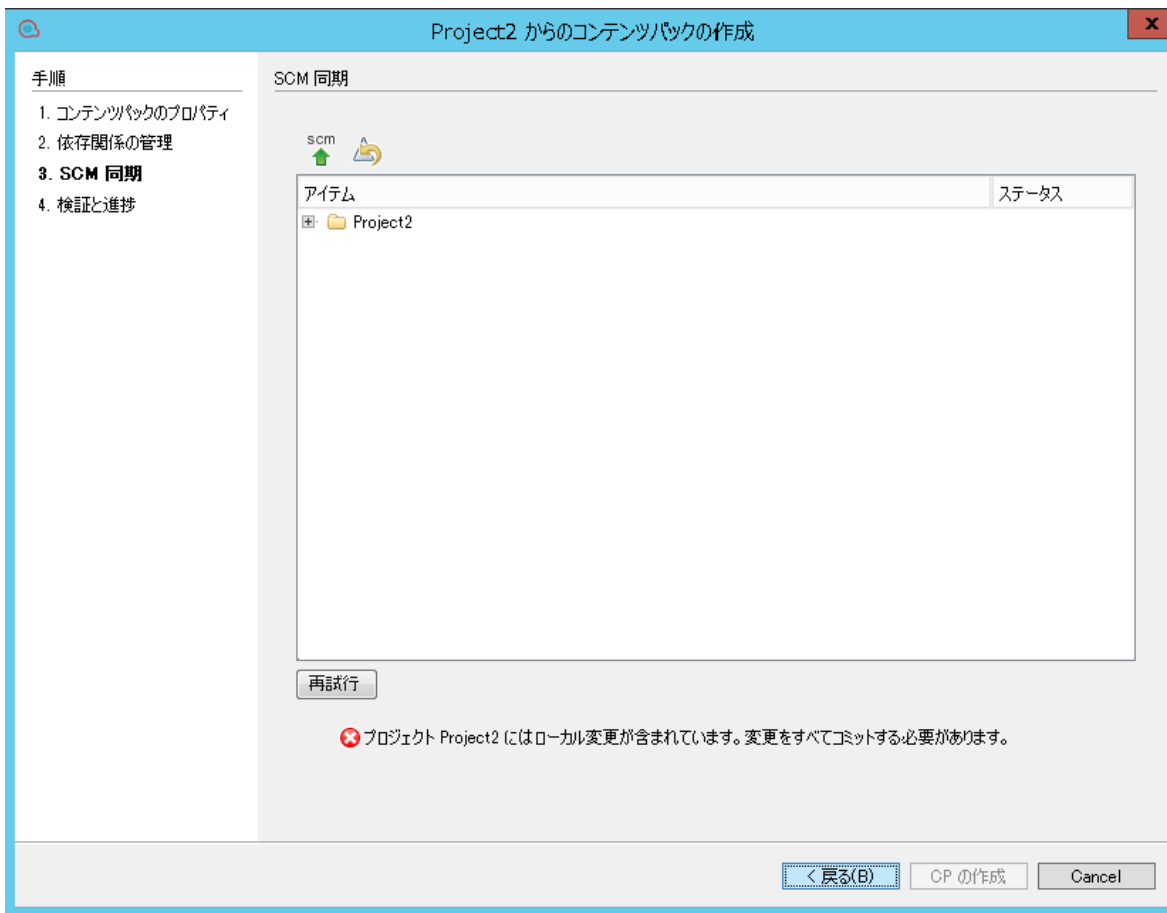 Project2 からのコンテンツパックの作成
x
手順
1. コンテンツパックのプロパティ
2. 依存関係の管理
3. SCM 同期
4. 検証と進捗
SCM 同期
scm
アイテム ステータス
Project2
再試行
プロジェクト Project2 にはローカル変更が含まれています。変更をすべてコミットする必要があります。
< 戻る(B) CP の作成 Cancel